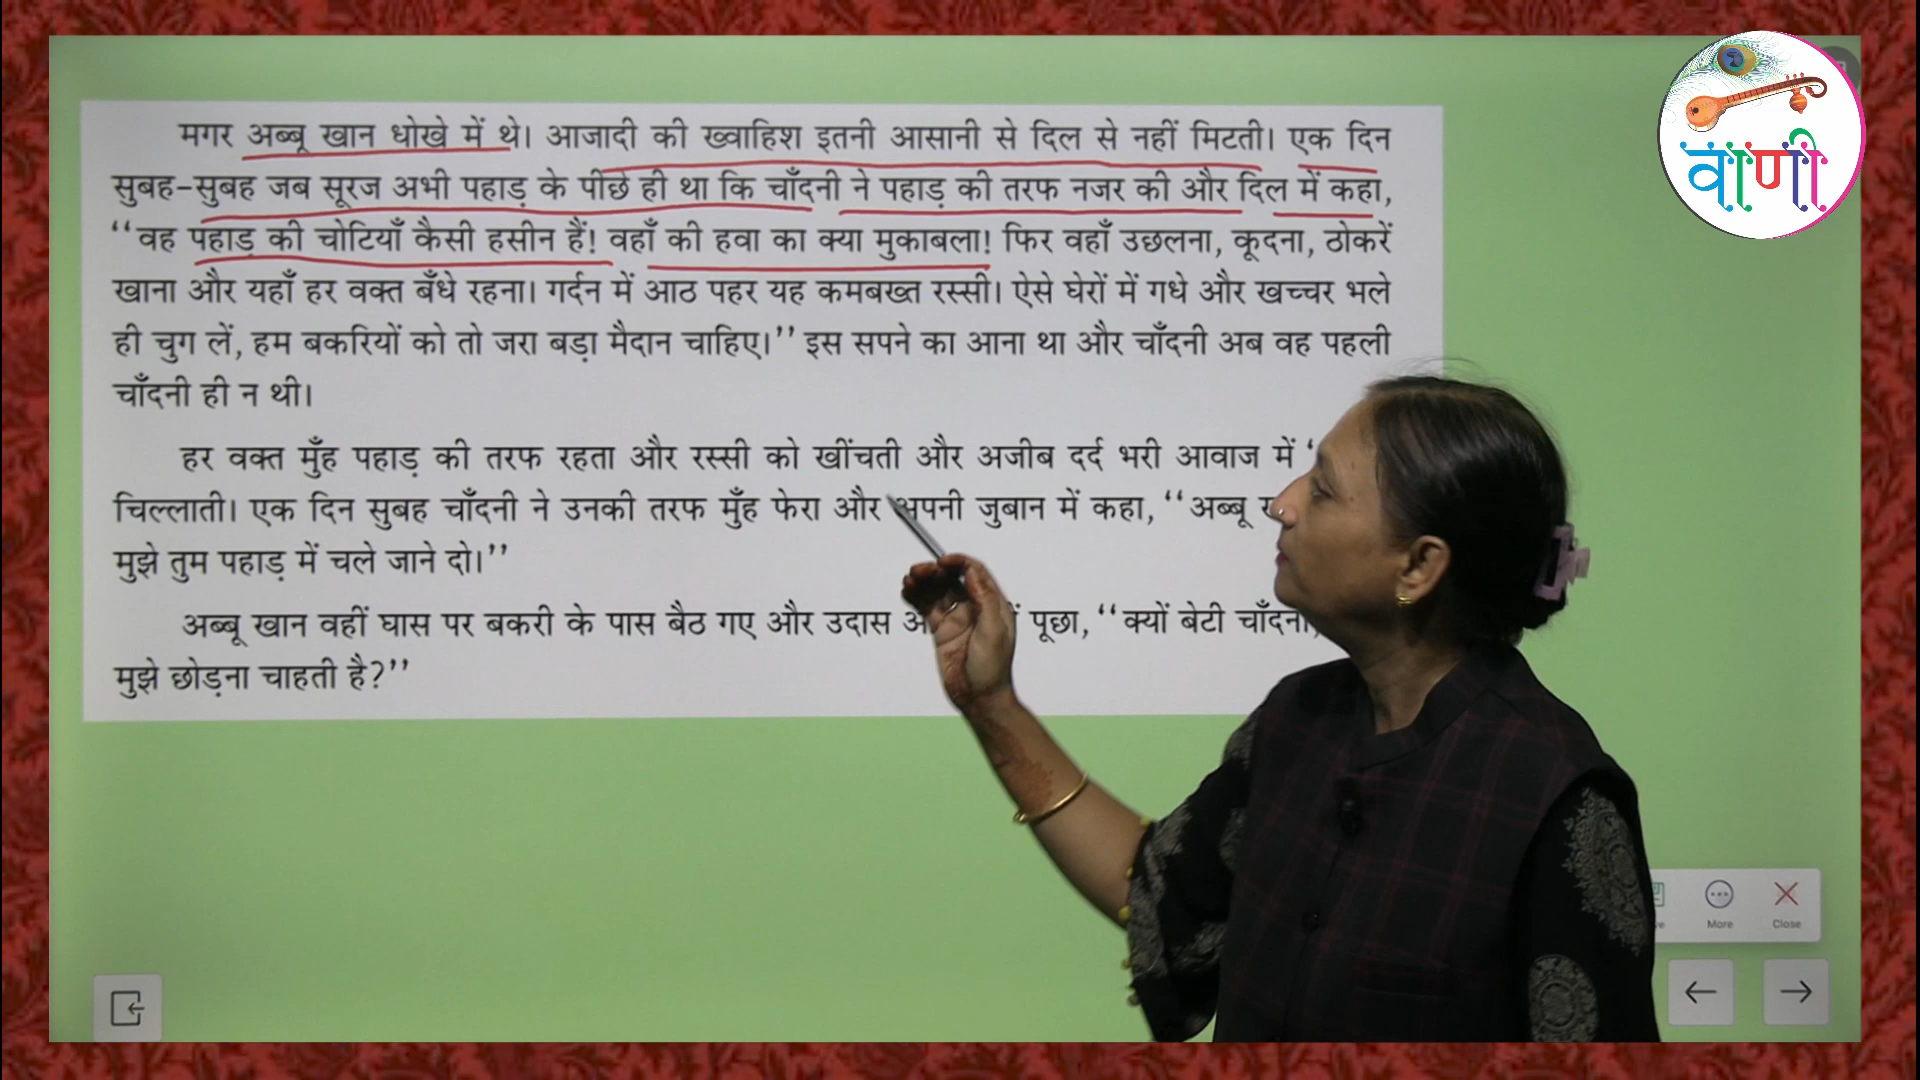 मगर अब्बू खान धोखे में थे। आजादी की ख्वाहिश इतनी आसानी से दिल से नहीं मिटती। एक दिन
सुबह-सुबह जब सूरज अभी पहाड़ के पीछे ही था कि चाँदनी ने पहाड़ की तरफ नजर की और दिल में कहा,
“वह पहाड़ की चोटियाँ कैसी हसीन हैं! वहाँ की हवा का क्या मुकाबला! फिर वहाँ उछलना, कूदना, ठोकरें
खाना और यहाँ हर वक्त बँधे रहना। गर्दन में आठ पहर यह कमबख्त रस्सी। ऐसे घेरों में गधे और खच्चर भले
ही चुग लें, हम बकरियों को तो जरा बड़ा मैदान चाहिए।” इस सपने का आना था और चाँदनी अब वह पहली
चाँदनी ही न थी।
हर वक्त मुँह पहाड़ की तरफ रहता और रस्सी को खींचती और अजीब दर्द भरी आवाज में
चिल्लाती। एक दिन सुबह चाँदनी ने उनकी तरफ मुँह फेरा और अपनी जुबान में कहा, “अब्बू
मुझे तुम पहाड़ में चले जाने दो।”
अब्बू खान वहीं घास पर बकरी के पास बैठ गए और उदास पूछा, “क्यों बेटी चाँदनी,
मुझे छोड़ना चाहती है?”
वाणी
More
Close